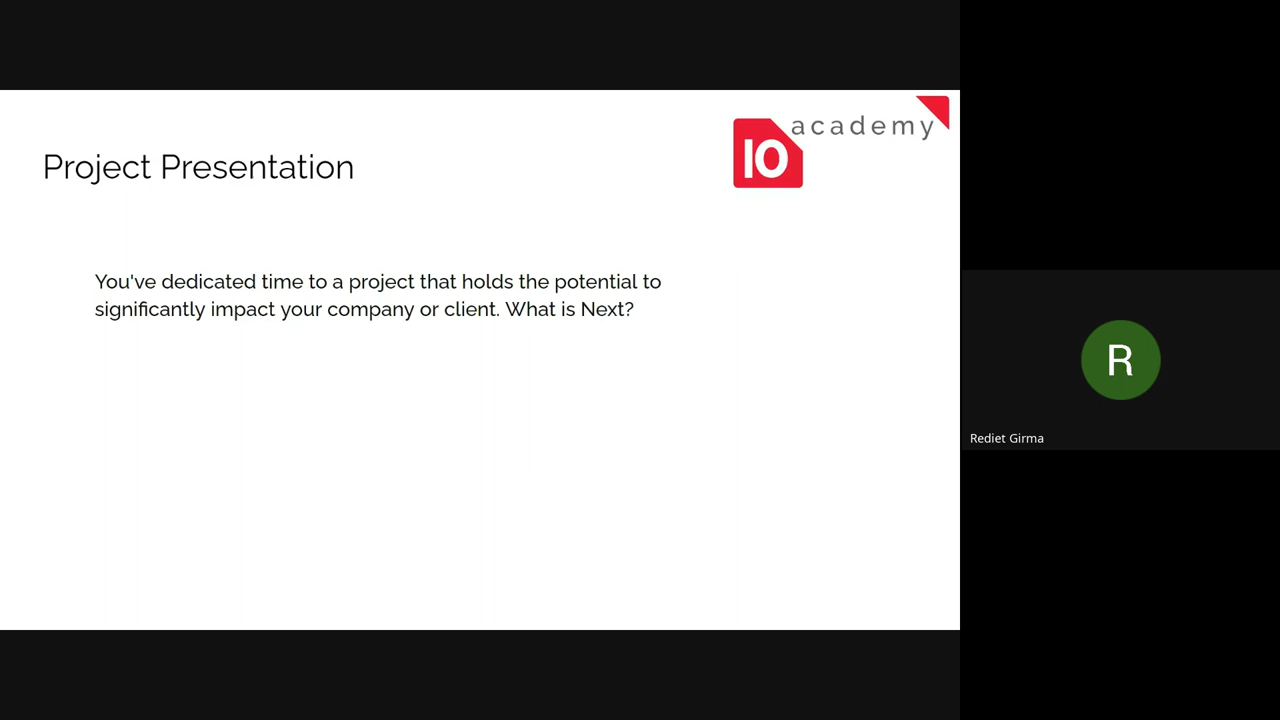 academy
10
Project Presentation
You've dedicated time to a project that holds the potential to
significantly impact your company or client. What is Next?
R
Rediet Girma